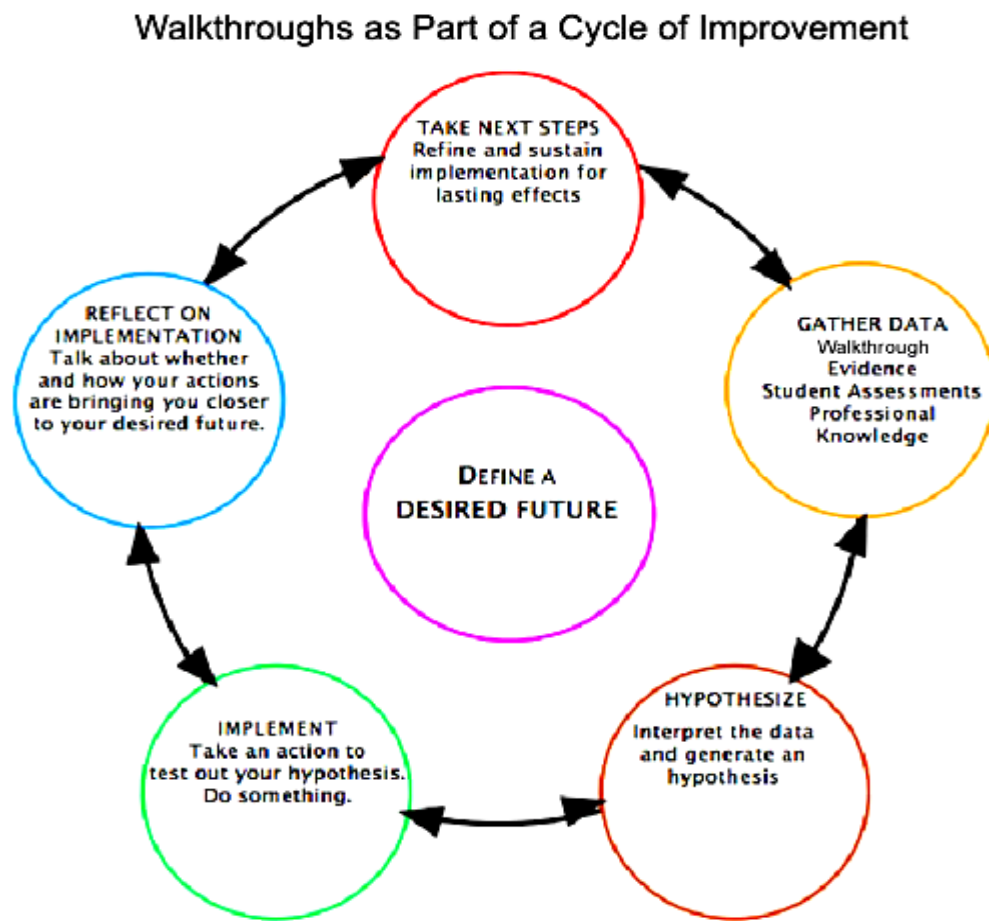 Walkthroughs as Part of a Cycle of Improvement
TAKE NEXT STEPS
Refine and sustain
implementation for
lasting effects
GATHER DATA
Walkthrough
Evidence
Student Assessments
Professional
Knowledge
HYPOTHESIZE
Interpret the data
and generate an
hypothesis
IMPLEMENT
Take an action to
test out your hypothesis.
Do something.
REFLECT ON
IMPLEMENTATION
Talk about whether
and how your actions
are bringing you closer
to your desired future.
DEFINE A
DESIRED FUTURE